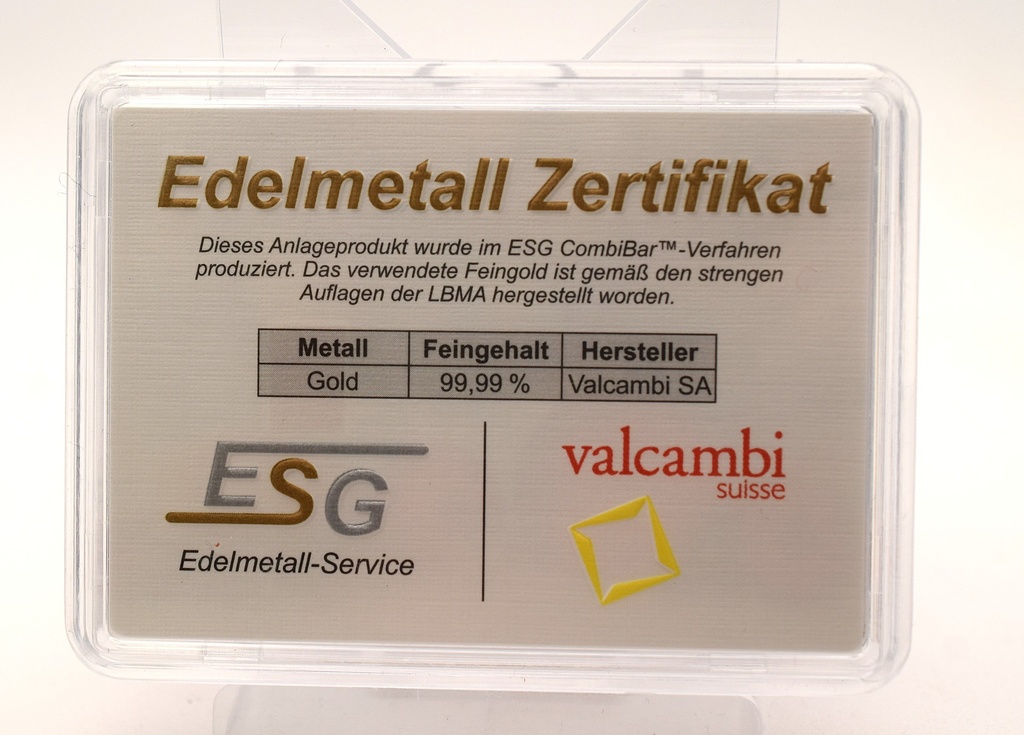 Edelmetall Zertifikat
Dieses Anlageprodukt wurde im ESG CombiBar™-Verfahren
produziert. Das verwendete Feingold ist gemäß den strengen
Auflagen der LBMA hergestellt worden.
Metall Feingehalt Hersteller
Gold 99,99 % Valcambi SA
ESG
Edelmetall-Service
valcambi
suisse